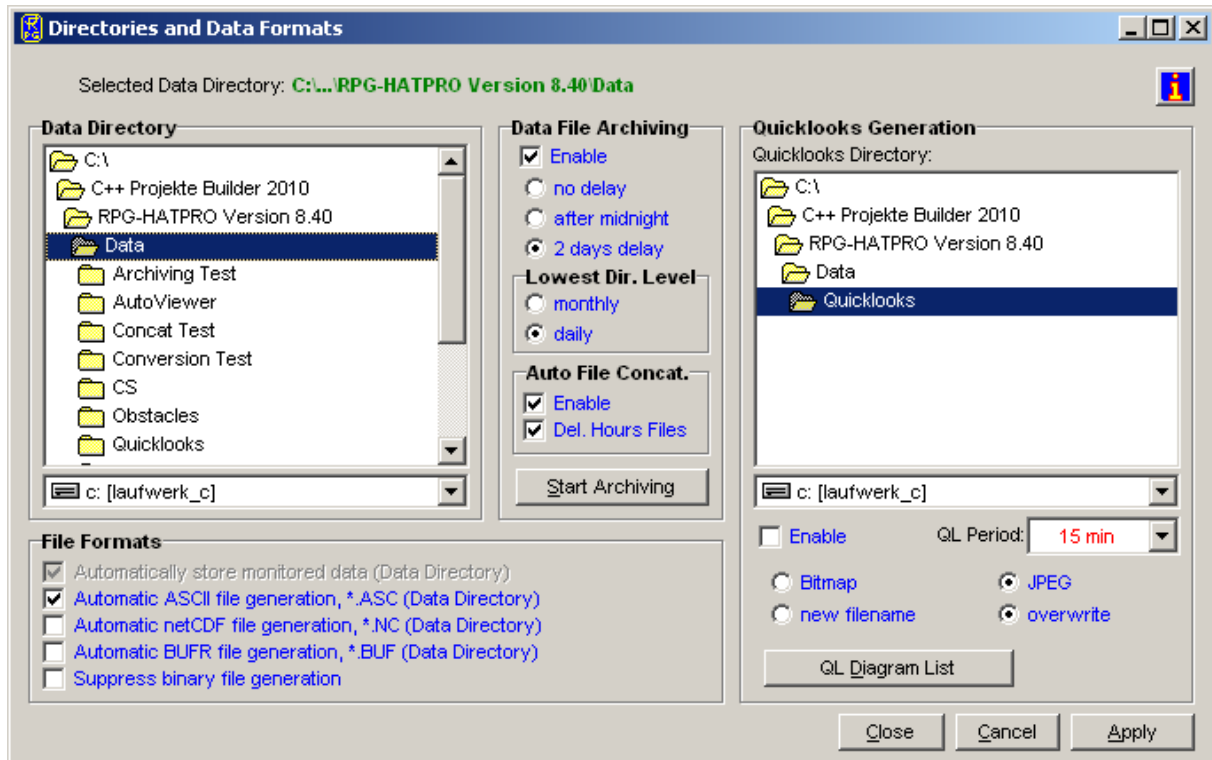 Directories and Data Formats
Selected Data Directory: C:\...\RPG-HATPRO Version 8.40\Data
Data Directory
C:\
C++ Projekte Builder 2010
RPG-HATPRO Version 8.40
Data
Archiving Test
AutoViewer
Concat Test
Conversion Test
CS
Obstacles
Quicklooks
c: [laufwerk_c]
Data File Archiving
Enable
no delay
after midnight
2 days delay
Lowest Dir. Level
monthly
daily
Auto File Concat.
Enable
Del. Hours Files
Start Archiving
Quicklooks Generation
Quicklooks Directory:
C:\
C++ Projekte Builder 2010
RPG-HATPRO Version 8.40
Data
Quicklooks
c: [laufwerk_c]
Enable QL Period: 15 min
Bitmap JPEG
new filename overwrite
QL Diagram List
File Formats
Automatically store monitored data (Data Directory)
Automatic ASCII file generation, *.ASC (Data Directory)
Automatic netCDF file generation, *.NC (Data Directory)
Automatic BUFR file generation, *.BUF (Data Directory)
Suppress binary file generation
Close Cancel Apply